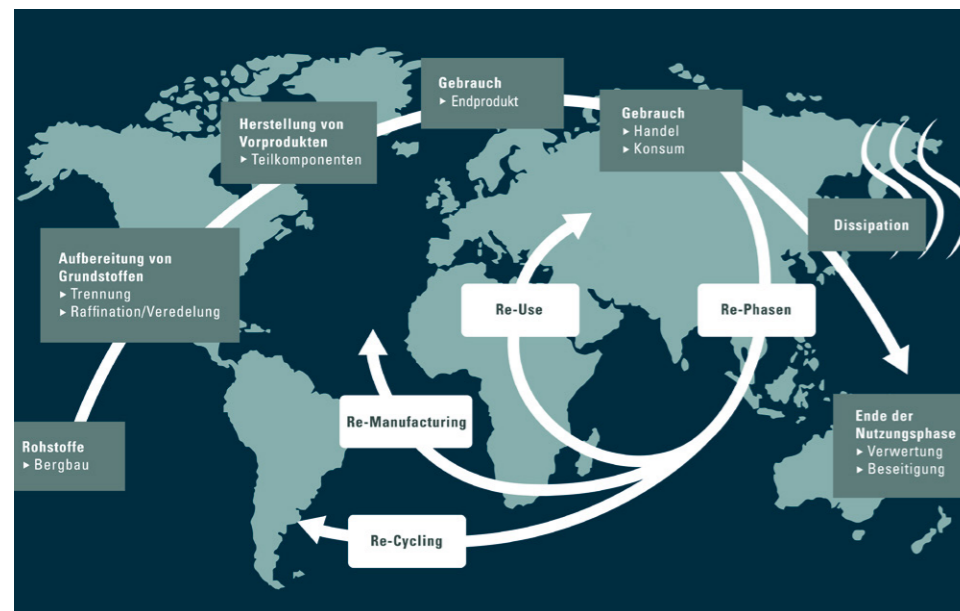 Gebrauch
▸ Endprodukt
Gebrauch
▸ Handel
▸ Konsum
Herstellung von
Vorprodukten
▸ Teilkomponenten
Dissipation
Aufbereitung von
Grundstoffen
▸ Trennung
▸ Raffination/Veredelung
Re-Use
Re-Phasen
Re-Manufacturing
Ende der
Nutzungsphase
▸ Verwertung
▸ Beseitigung
Rohstoffe
▸ Bergbau
Re-Cycling